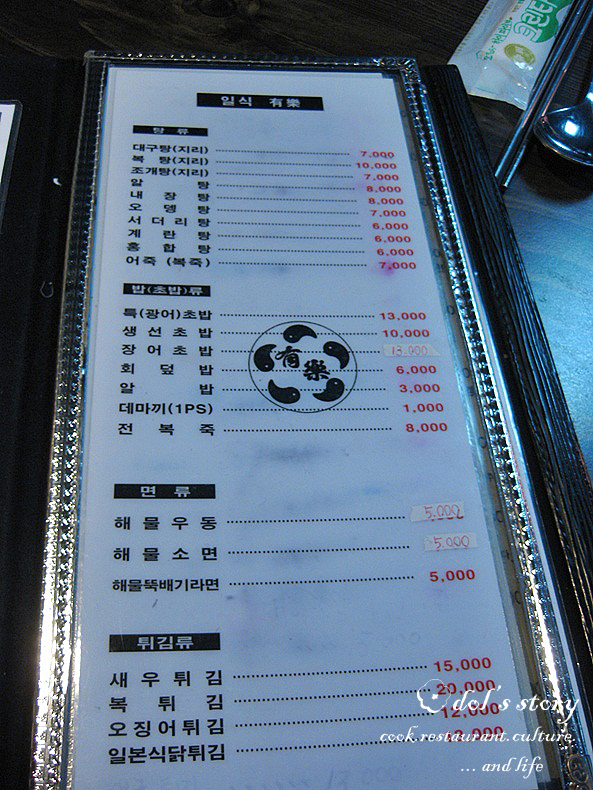 크린타
일식 有樂
탕 류
대구탕(지리) 7,000
복 탕(지리) 10,000
조개탕(지리) 7,000
알 탕 8,000
내 장 탕 8,000
오 뎅 탕 7,000
서 더 리 탕 6,000
계 란 탕 6,000
홍 합 탕 6,000
어죽 (복죽) 7,000
밥(초밥)류
특(광어)초밥 13,000
생 선 초 밥 10,000
장 어 초 밥 13,000
회 덮 밥 6,000
알 밥 3,000
데마끼(1PS) 1,000
전 복 죽 8,000
有樂
면 류
해 물 우 동 5,000
해 물 소 면 5,000
해물뚝배기라면 5,000
튀김류
새 우 튀 김 15,000
복 튀 김 20,000
오 징 어 튀 김 12,000
일본식닭튀김
dol's story
cook.restaurant.culture.
... and life